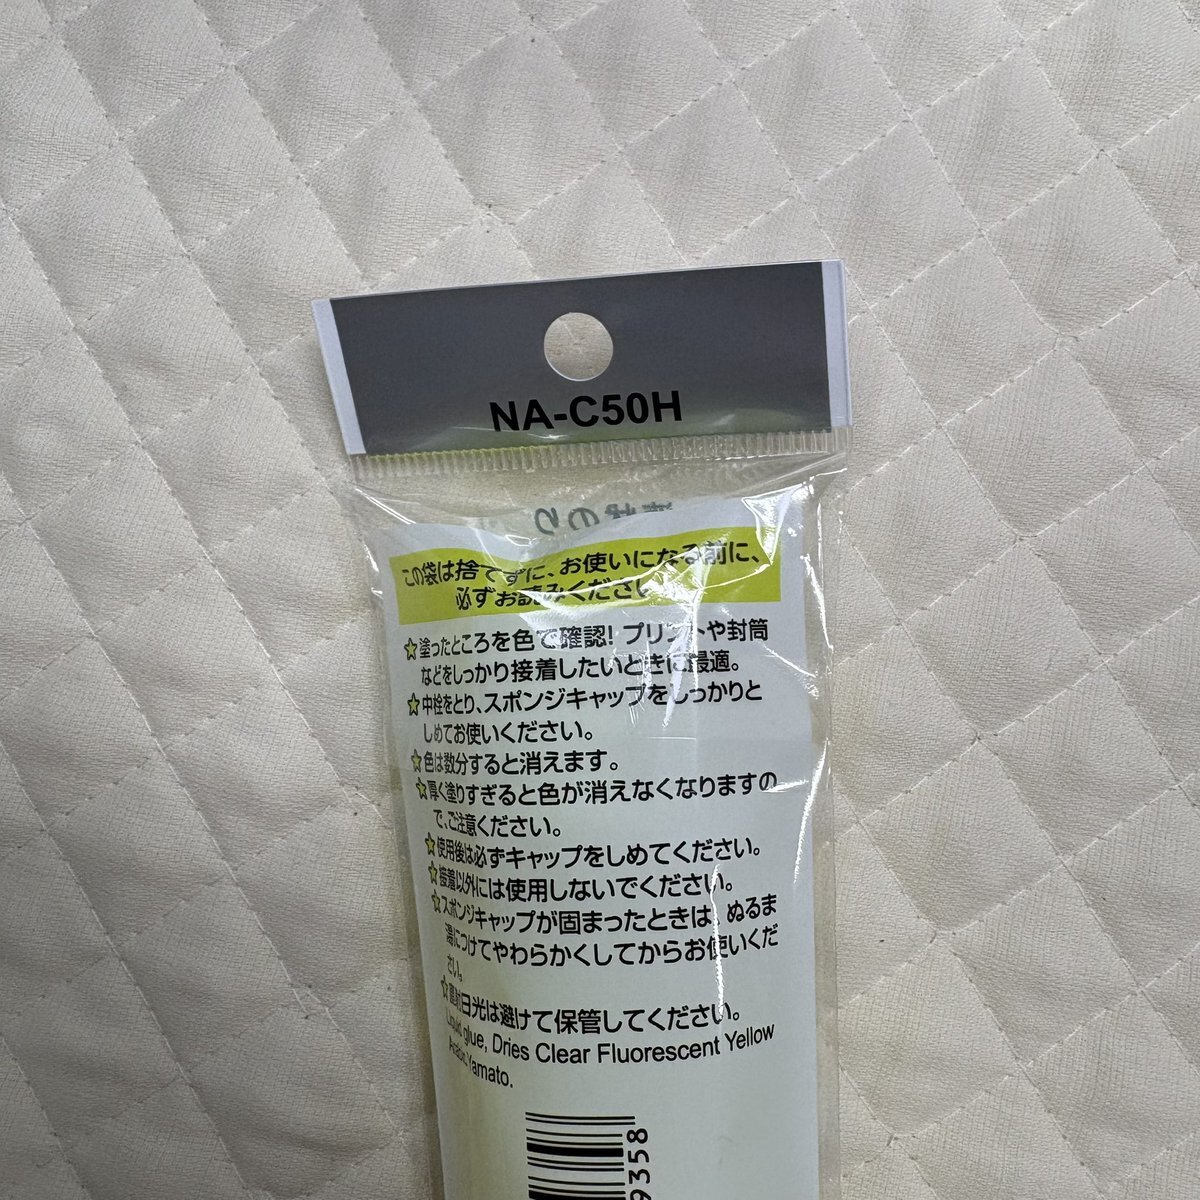 NA-C50H
この袋は捨てずに、お使いになる前に、
必ずお読みください
☆塗ったところを色で確認! プリントや封筒
などをしっかり接着したいときに最適。
☆中栓をとり、スポンジキャップをしっかりと
しめてお使いください。
☆色は数分すると消えます。
☆厚く塗りすぎると色が消えなくなりますの
で、ご注意ください。
☆使用後は必ずキャップをしめてください。
☆接着以外には使用しないでください。
☆スポンジキャップが固まったときは、ぬるま
湯につけてやわらかくしてからお使いくだ
さい。
☆直射日光は避けて保管してください。
Liquid glue, Dries Clear Fluorescent Yellow
Arabic Yamato.
9358